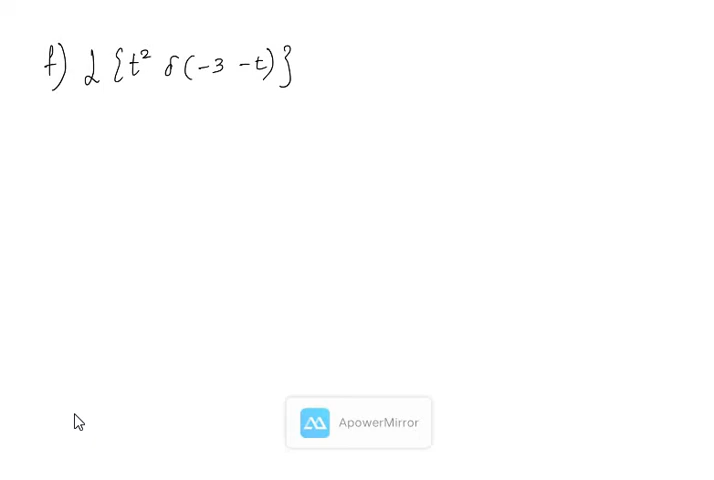 f) L {t² δ(-3 -t)}
ApowerMirror